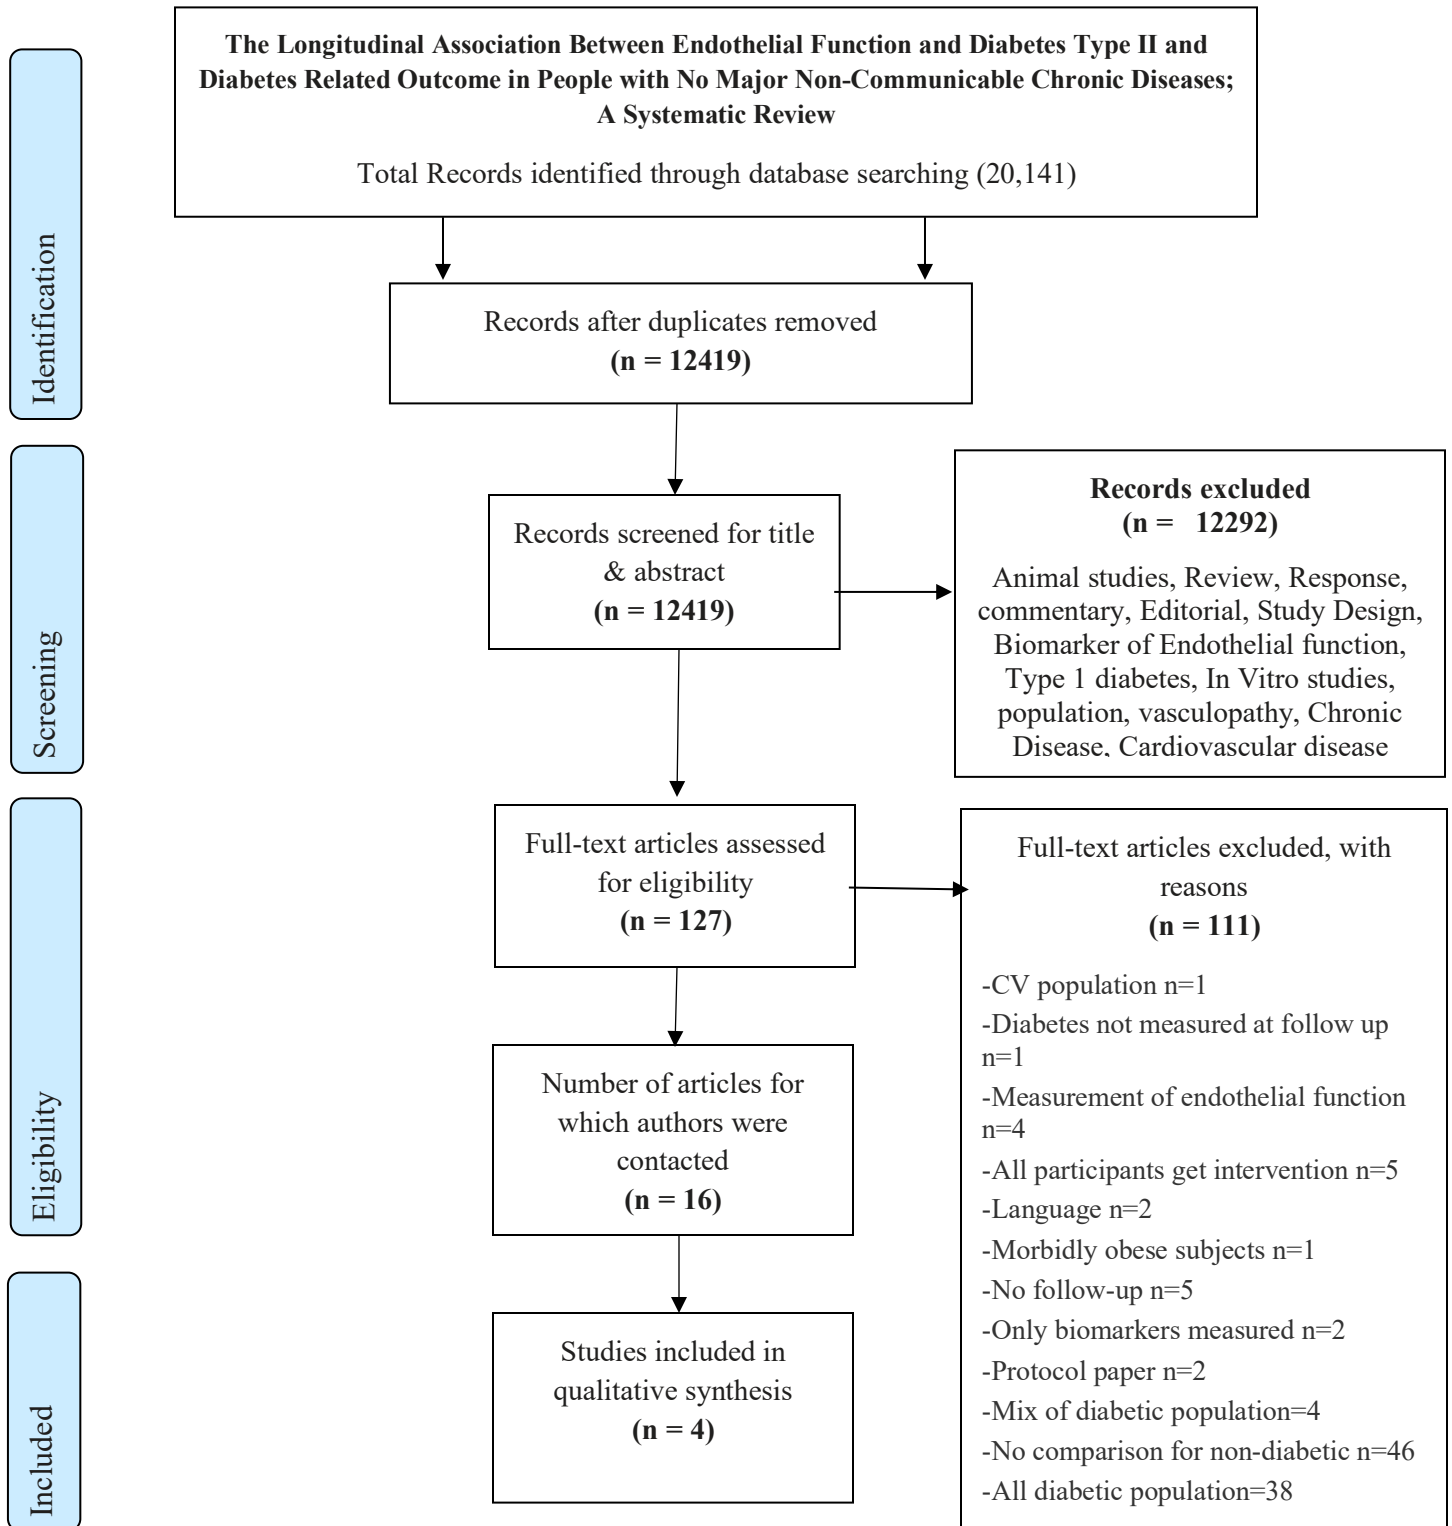 The Longitudinal Association Between Endothelial Function and Diabetes Type II and
Diabetes Related Outcome in People with No Major Non-Communicable Chronic Diseases;
A Systematic Review
Total Records identified through database searching (20,141)
Identification
Records after duplicates removed
(n = 12419)
Screening
Records screened for title
& abstract
(n = 12419)
Records excluded
(n = 12292)
Animal studies, Review, Response,
commentary, Editorial, Study Design,
Biomarker of Endothelial function,
Type 1 diabetes, In Vitro studies,
population, vasculopathy, Chronic
Disease, Cardiovascular disease
Eligibility
Full-text articles assessed
for eligibility
(n = 127)
Full-text articles excluded, with
reasons
(n = 111)
-CV population n=1
-Diabetes not measured at follow up
n=1
-Measurement of endothelial function
n=4
-All participants get intervention n=5
-Language n=2
-Morbidly obese subjects n=1
-No follow-up n=5
-Only biomarkers measured n=2
-Protocol paper n=2
-Mix of diabetic population=4
-No comparison for non-diabetic n=46
-All diabetic population=38
Number of articles for
which authors were
contacted
(n = 16)
Included
Studies included in
qualitative synthesis
(n = 4)